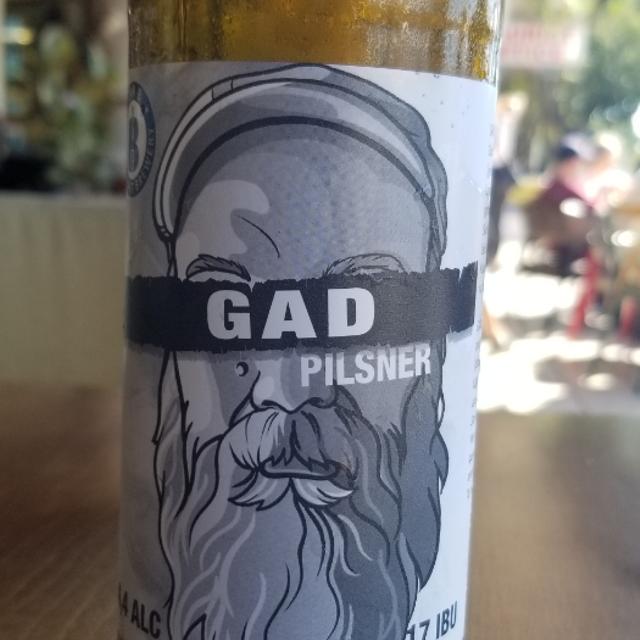 GAD
PILSNER
.4 ALC
17 IBU